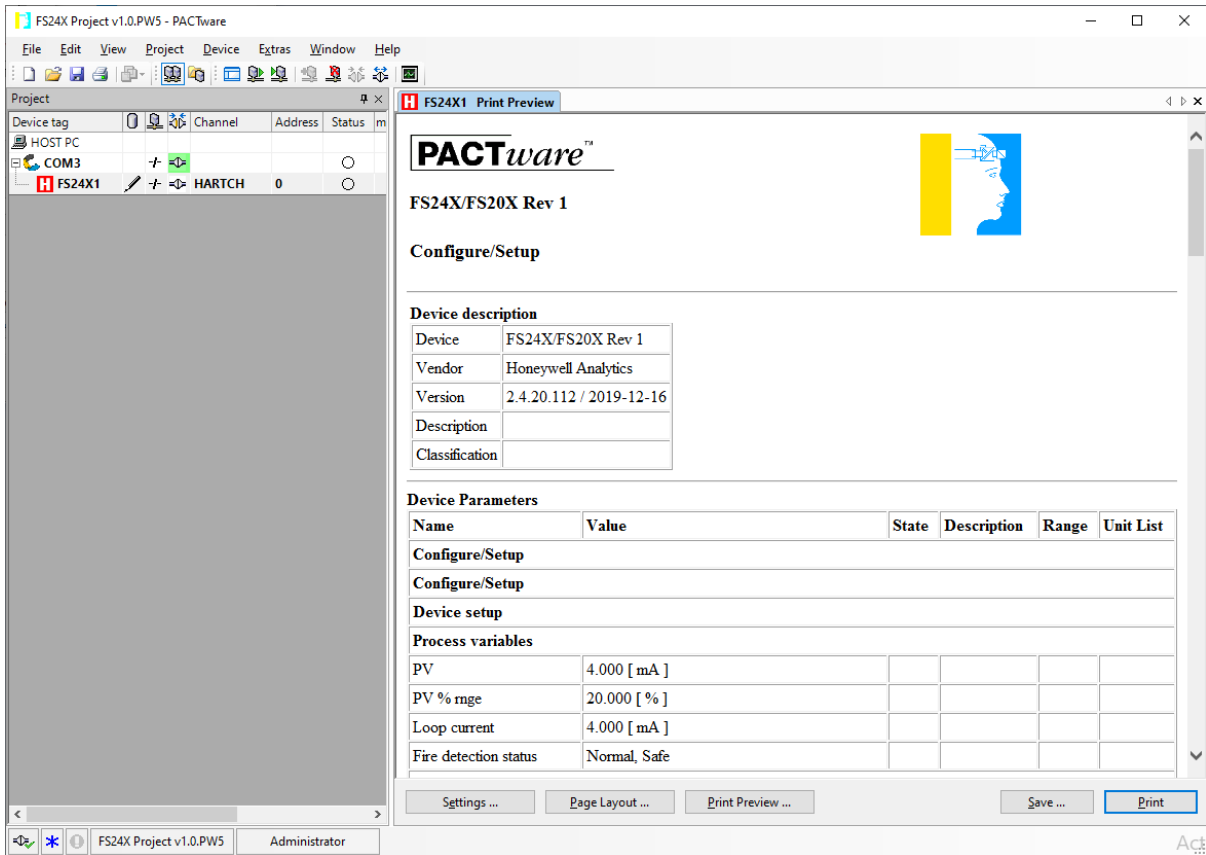 FS24X Project v1.0.PW5 - PACTware
File Edit View Project Device Extras Window Help
Project
Device tag Channel Address Status m
HOST PC
COM3
FS24X1 HARTCH 0
FS24X1 Print Preview
PACTware™
FS24X/FS20X Rev 1
Configure/Setup
Device description
Device FS24X/FS20X Rev 1
Vendor Honeywell Analytics
Version 2.4.20.112 / 2019-12-16
Description
Classification
Device Parameters
Name Value State Description Range Unit List
Configure/Setup
Configure/Setup
Device setup
Process variables
PV 4.000 [ mA ]
PV % rnge 20.000 [ % ]
Loop current 4.000 [ mA ]
Fire detection status Normal, Safe
Settings ... Page Layout ... Print Preview ... Save ... Print
FS24X Project v1.0.PW5 Administrator
Act